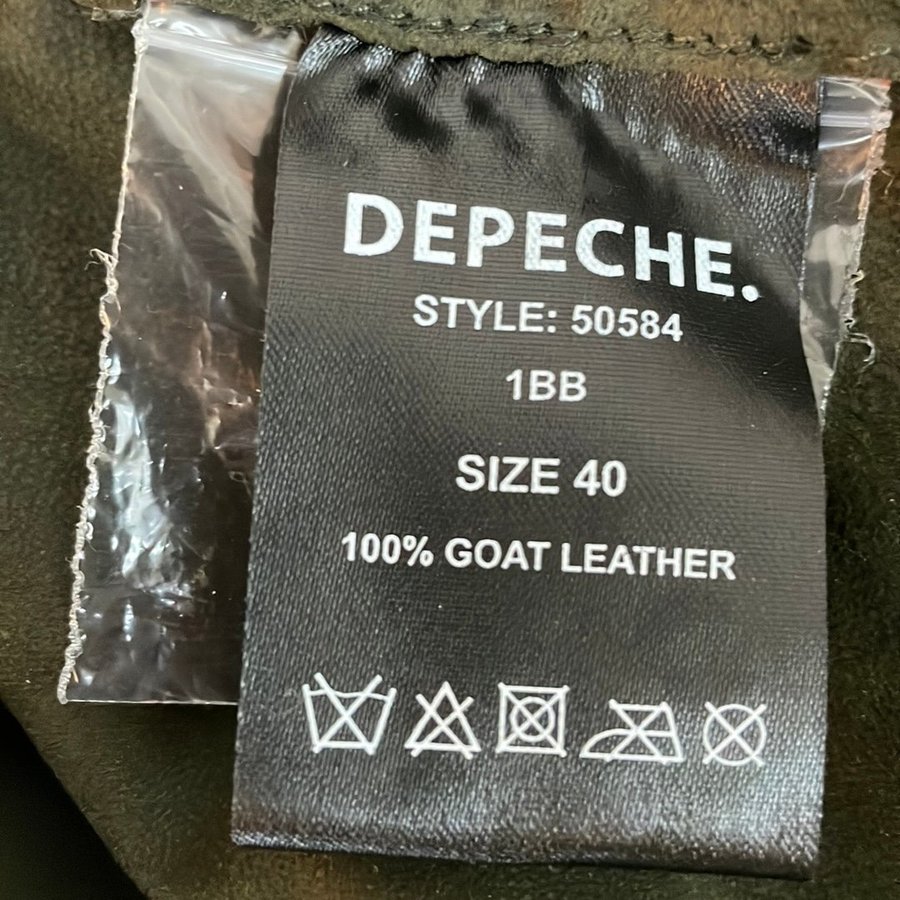 DEPECHE.
STYLE: 50584
1BB
SIZE 40
100% GOAT LEATHER